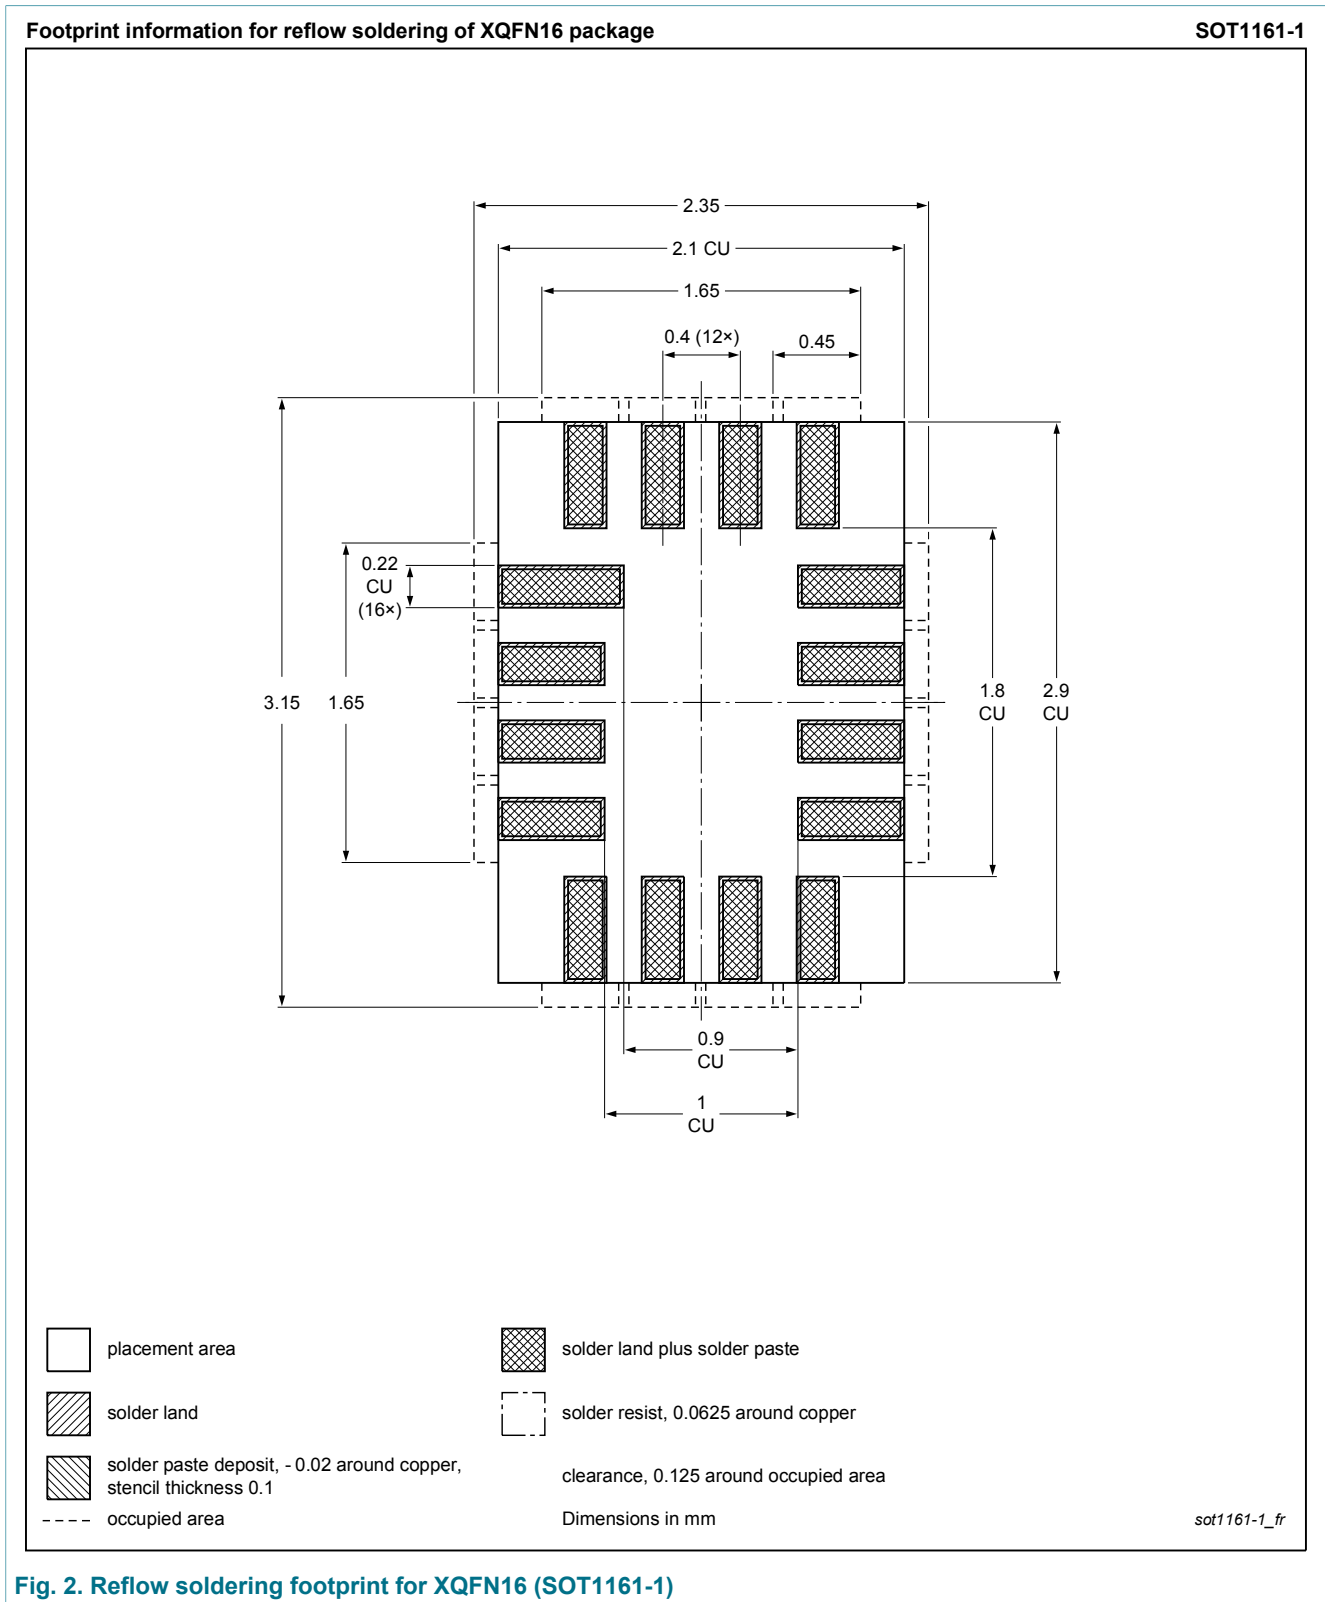 Footprint information for reflow soldering of XQFN16 package SOT1161-1
2.35
2.1 CU
1.65
0.4 (12×)
0.45
0.22
CU
(16×)
3.15
1.65
1.8
CU
2.9
CU
0.9
CU
1
CU
placement area
solder land plus solder paste
solder land
solder resist, 0.0625 around copper
solder paste deposit, - 0.02 around copper,
stencil thickness 0.1
clearance, 0.125 around occupied area
occupied area
Dimensions in mm
sot1161-1_fr
Fig. 2. Reflow soldering footprint for XQFN16 (SOT1161-1)